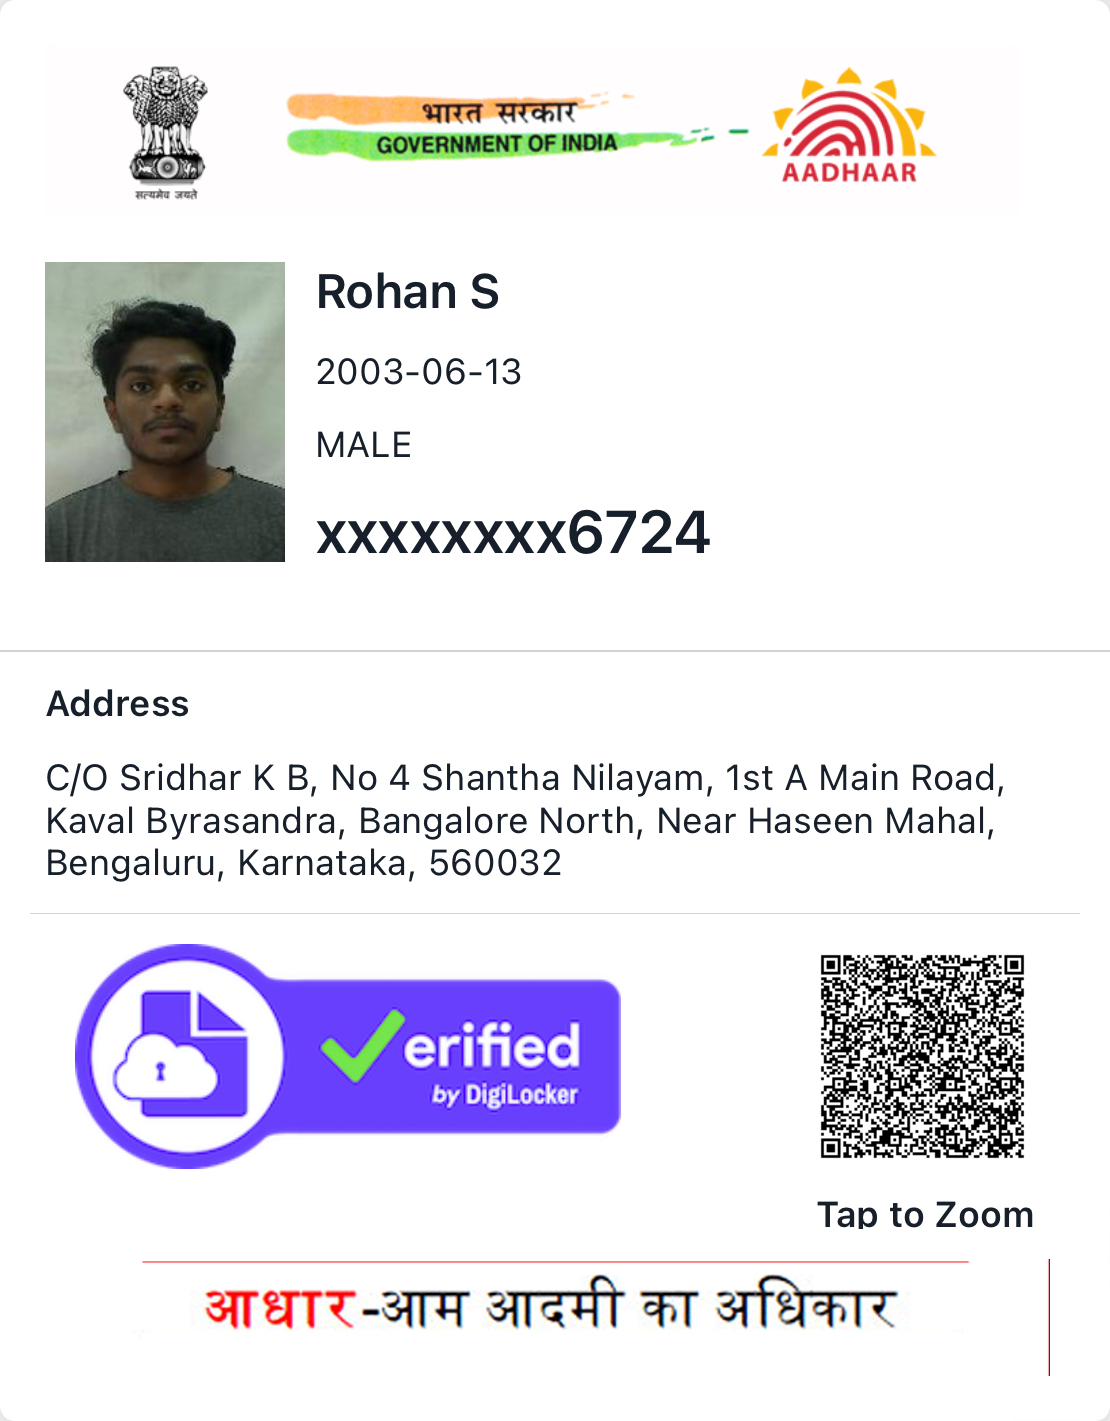 सत्यमेव जयते
भारत सरकार
GOVERNMENT OF INDIA
AADHAAR
Rohan S
2003-06-13
MALE
xxxxxxxx6724
Address
C/O Sridhar K B, No 4 Shantha Nilayam, 1st A Main Road,
Kaval Byrasandra, Bangalore North, Near Haseen Mahal,
Bengaluru, Karnataka, 560032
Verified
by DigiLocker
Tap to Zoom
आधार-आम आदमी का अधिकार